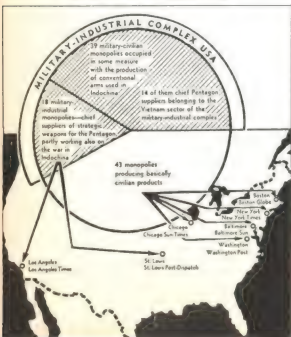 MILITARY-INDUSTRIAL COMPLEX USA
39 military-civilian
monopolies occupied
in some measure
with the production
of conventional
arms used in
Indochina
14 of them chief Pentagon
suppliers belonging to the
Vietnam sector of the
military-industrial complex
18 military-
industrial
monopolies—chief
suppliers of strategic
weapons for the Pentagon
partly working also on
the war in
Indochina
43 monopolies
producing basically
civilian products
Boston
Boston Globe
New York
New York Times
Baltimore
Baltimore Sun
Washington
Washington Post
Chicago
Chicago Sun Times
St. Louis
St. Louis Post-Dispatch
Los Angeles
Los Angeles Times